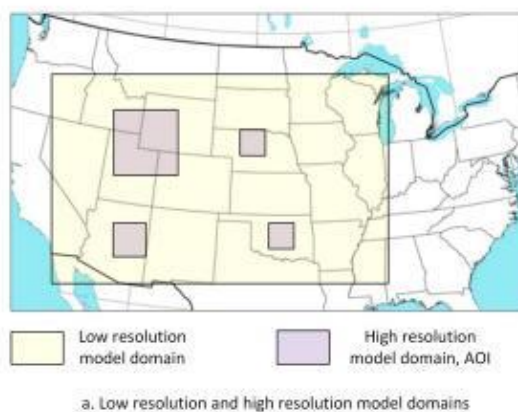 Low resolution
model domain
High resolution
model domain, AOI
a. Low resolution and high resolution model domains